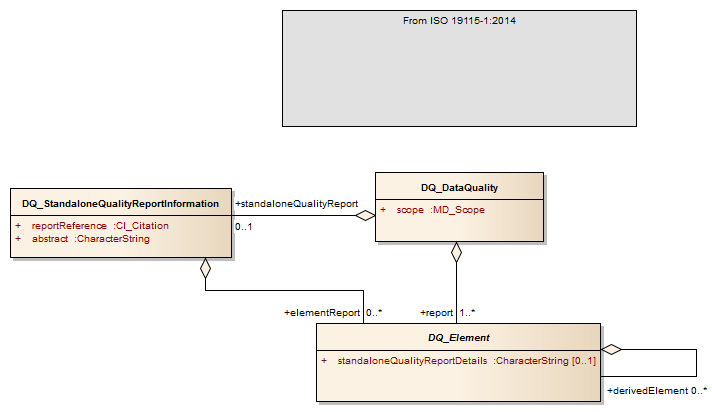 From ISO 19115-1:2014
DQ_StandaloneQualityReportInformation
+ reportReference :CI_Citation
+ abstract :CharacterString
+standaloneQualityReport
0..1
DQ_DataQuality
+ scope :MD_Scope
+elementReport 0..*
+report 1..*
DQ_Element
+ standaloneQualityReportDetails :CharacterString [0..1]
+derivedElement 0..*